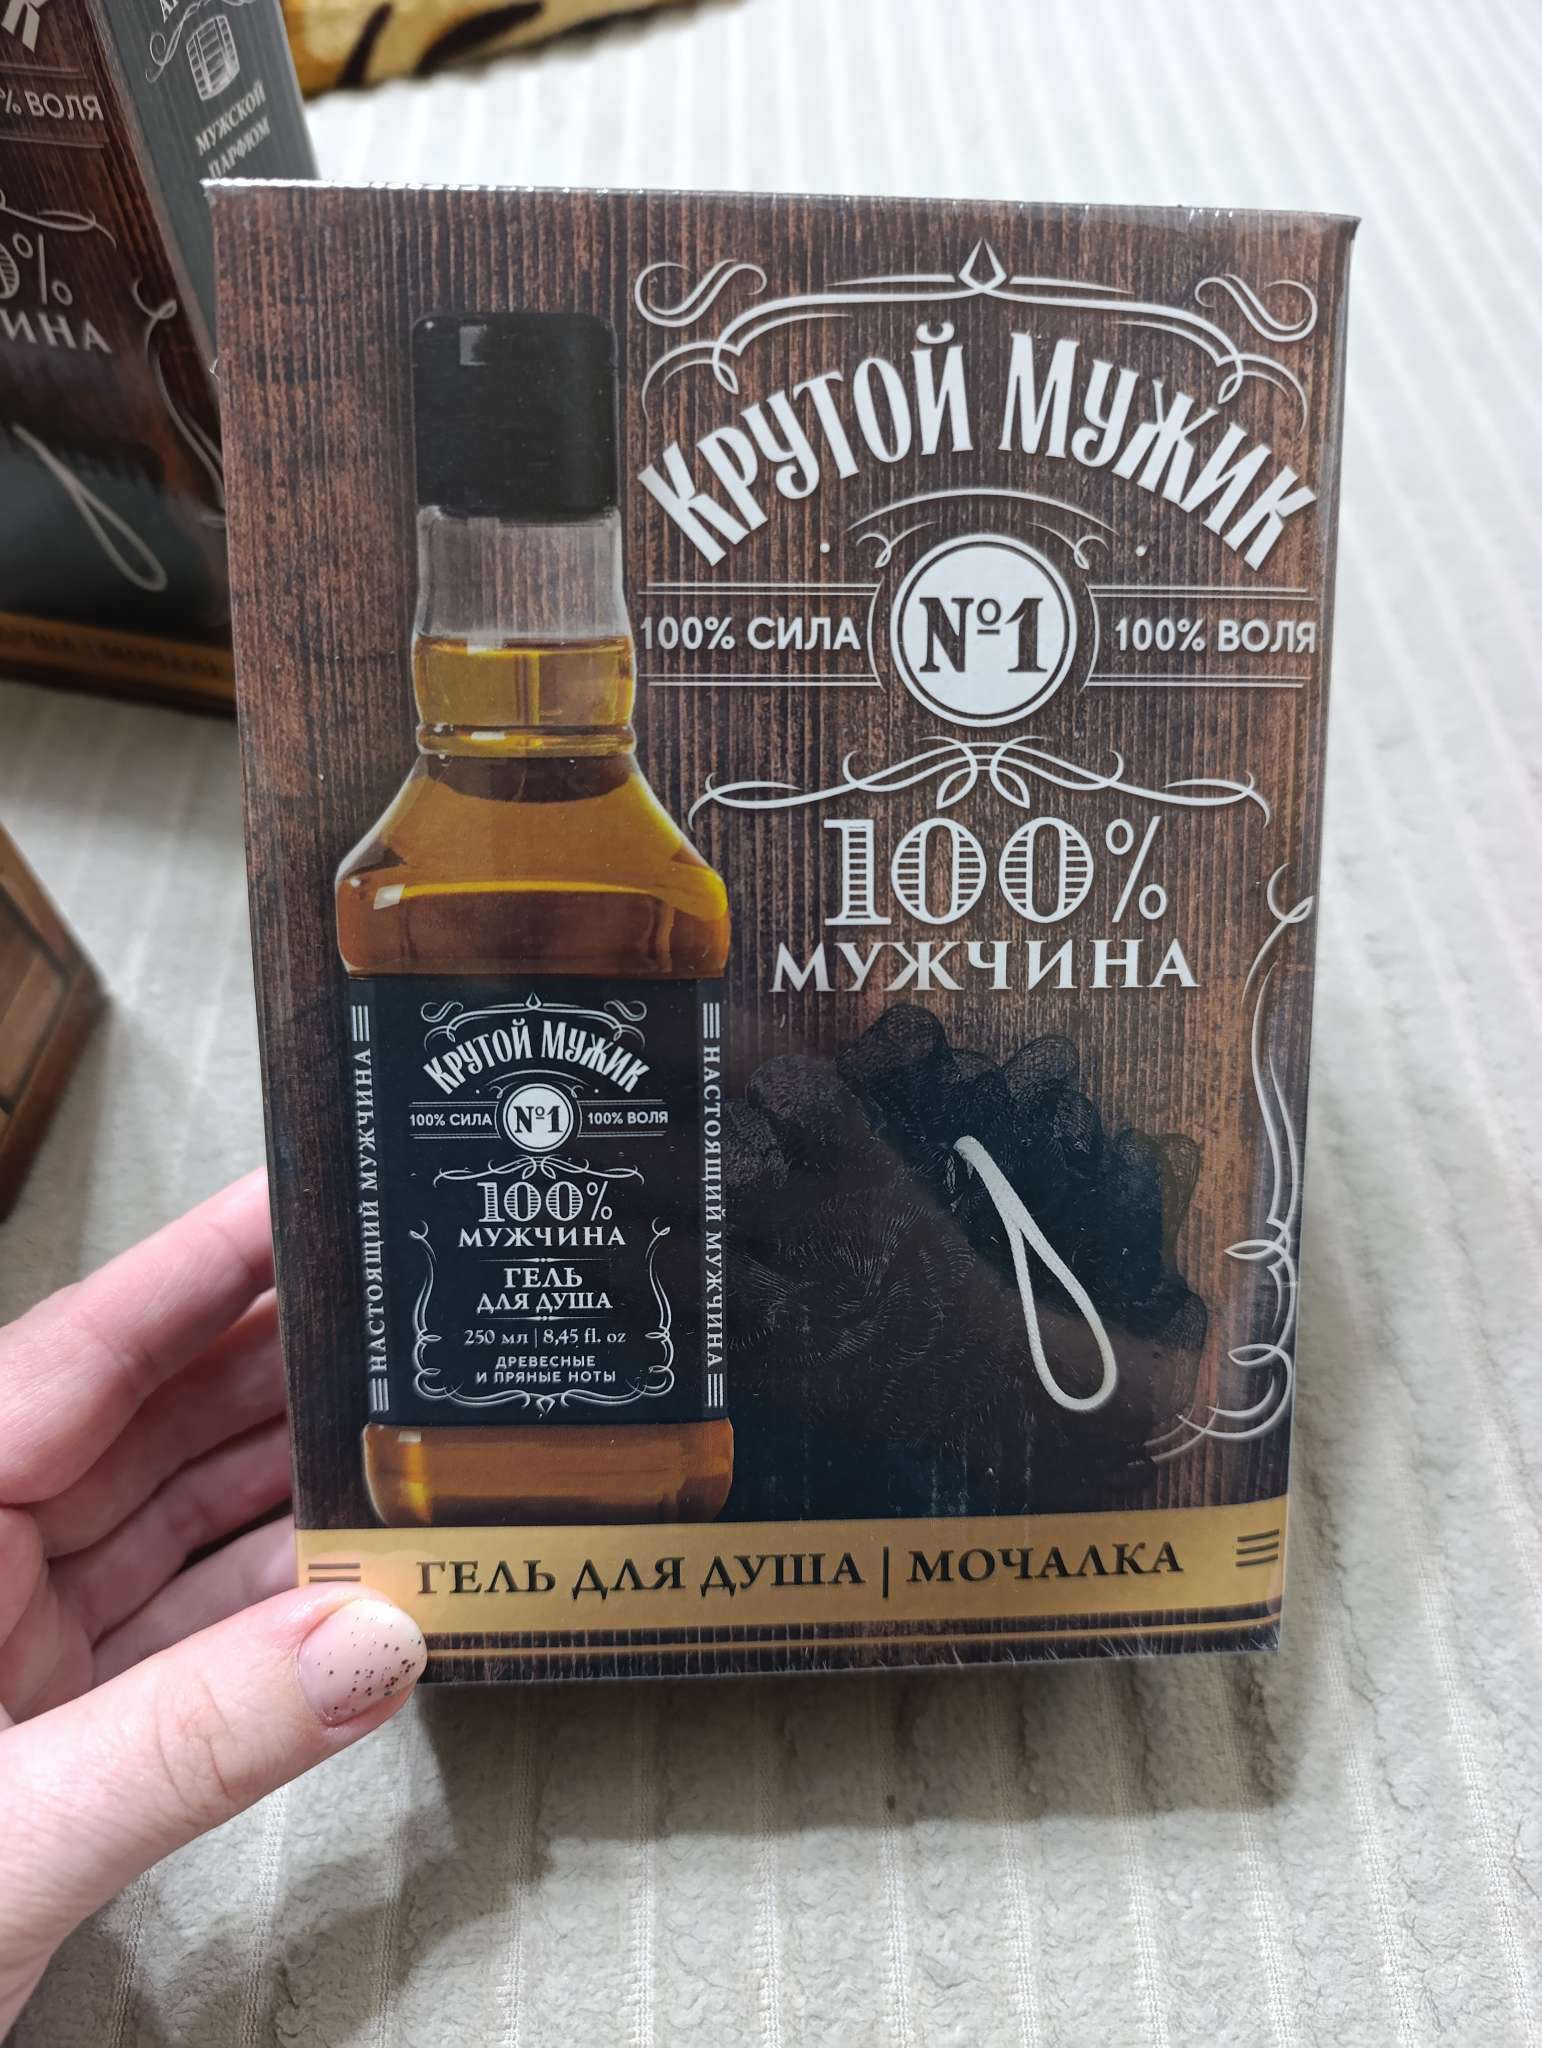 % ВОЛЯ
МУЖСКОЙ
ПАРФЮМ
КРУТОЙ МУЖИК
100% СИЛА №1 100% ВОЛЯ
100%
МУЖЧИНА
НАСТОЯЩИЙ МУЖЧИНА
КРУТОЙ МУЖИК
100% СИЛА №1 100% ВОЛЯ
100%
МУЖЧИНА
ГЕЛЬ
ДЛЯ ДУША
250 мл | 8,45 fl. oz
ДРЕВЕСНЫЕ
И ПРЯНЫЕ НОТЫ
НАСТОЯЩИЙ МУЖЧИНА
ГЕЛЬ ДЛЯ ДУША | МОЧАЛКА